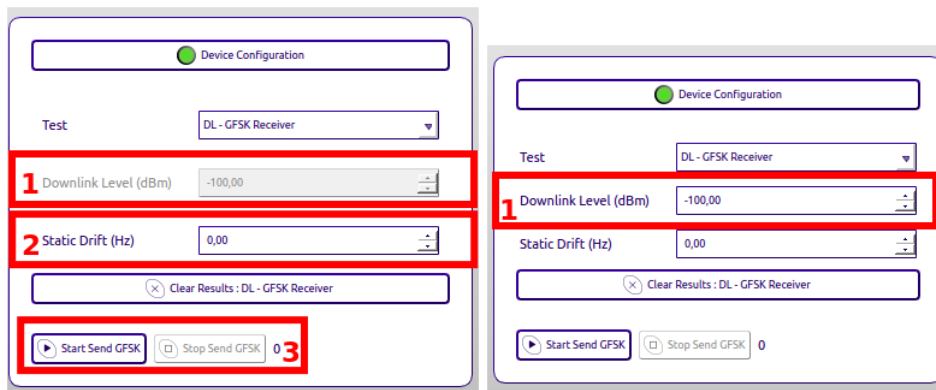 Device Configuration
Test DL - GFSK Receiver
1 Downlink Level (dBm) -100,00
2 Static Drift (Hz) 0,00
Clear Results : DL - GFSK Receiver
Start Send GFSK Stop Send GFSK 0 3
Device Configuration
Test DL - GFSK Receiver
1 Downlink Level (dBm) -100,00
Static Drift (Hz) 0,00
Clear Results : DL - GFSK Receiver
Start Send GFSK Stop Send GFSK 0